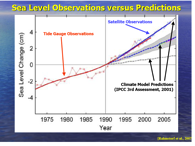 Sea Level Observations versus Predictions
Satellite Observations
Tide Gauge Observations
Climate Model Predictions
(IPCC 3rd Assessment, 2001)
Sea Level Change (cm)
4
2
0
-2
-4
1975 1980 1985 1990 1995 2000 2005
Year